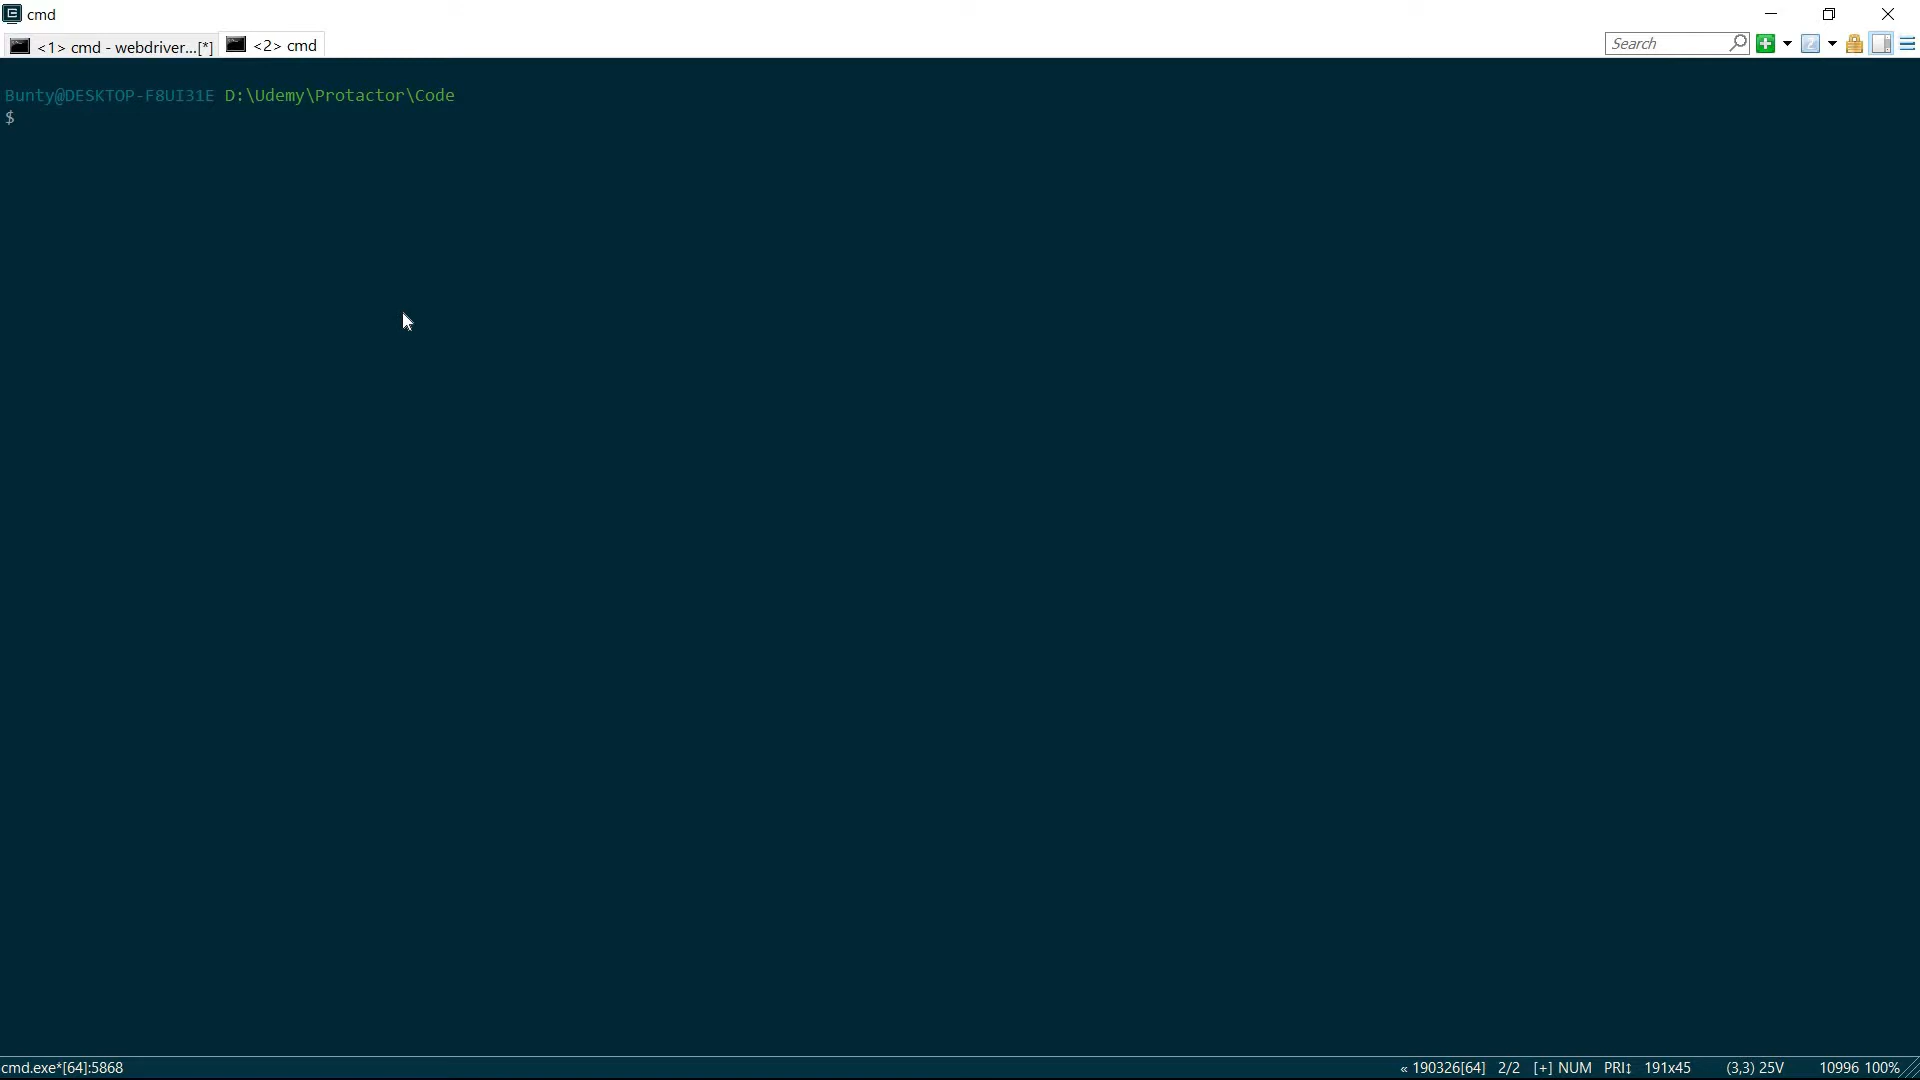 cmd
<1> cmd - webdriver...[*] <2> cmd Search
Bunty@DESKTOP-F8UI31E D:\Udemy\Protactor\Code
$
cmd.exe*[64]:5868 « 190326[64] 2/2 [+] NUM PRI↕ 191x45 (3,3) 25V 10996 100%